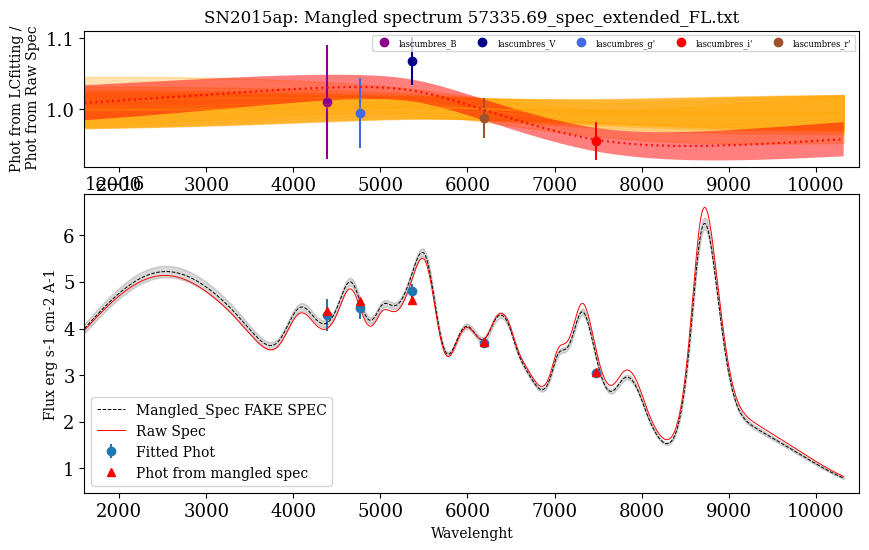 SN2015ap: Mangled spectrum 57335.69_spec_extended_FL.txt
Phot from LCfitting /
Phot from Raw Spec
1.1
1.0
lascumbres_B lascumbres_V lascumbres_g' lascumbres_i' lascumbres_r'
2000 3000 4000 5000 6000 7000 8000 9000 10000
1e−16
Flux erg s-1 cm-2 A-1
6
5
4
3
2
1
Mangled_Spec FAKE SPEC
Raw Spec
Fitted Phot
Phot from mangled spec
2000 3000 4000 5000 6000 7000 8000 9000 10000
Wavelenght